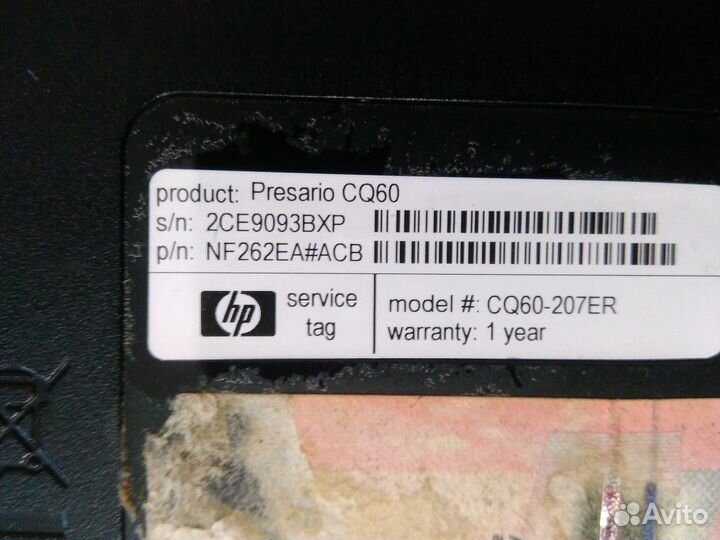 product: Presario CQ60
s/n: 2CE9093BXP
p/n: NF262EA#ACB
hp
service
tag
model #: CQ60-207ER
warranty: 1 year
Avito